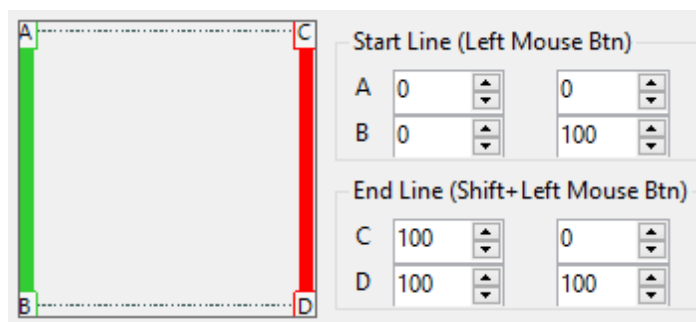 A C
B D
Start Line (Left Mouse Btn)
A 0 0
B 0 100
End Line (Shift+Left Mouse Btn)
C 100 0
D 100 100